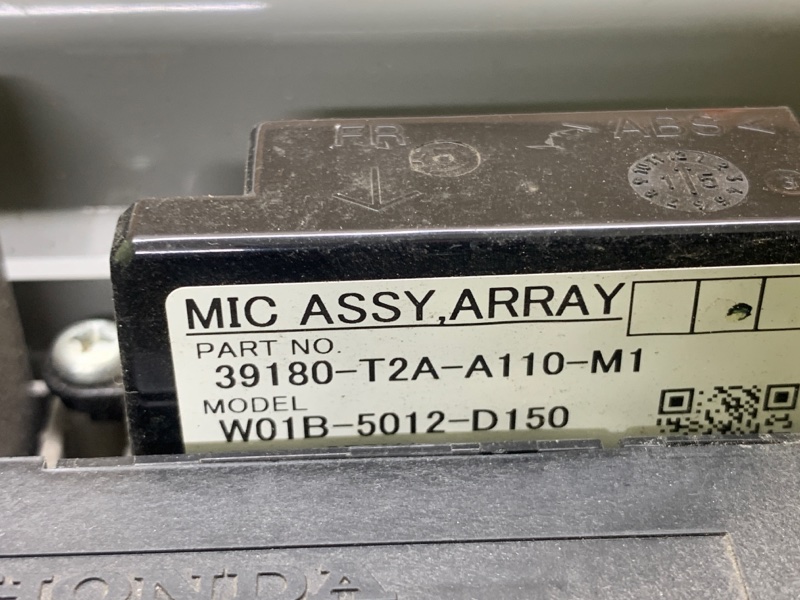 FR
>ABS<
MIC ASSY,ARRAY
PART NO.
39180-T2A-A110-M1
MODEL
W01B-5012-D150
HONDA